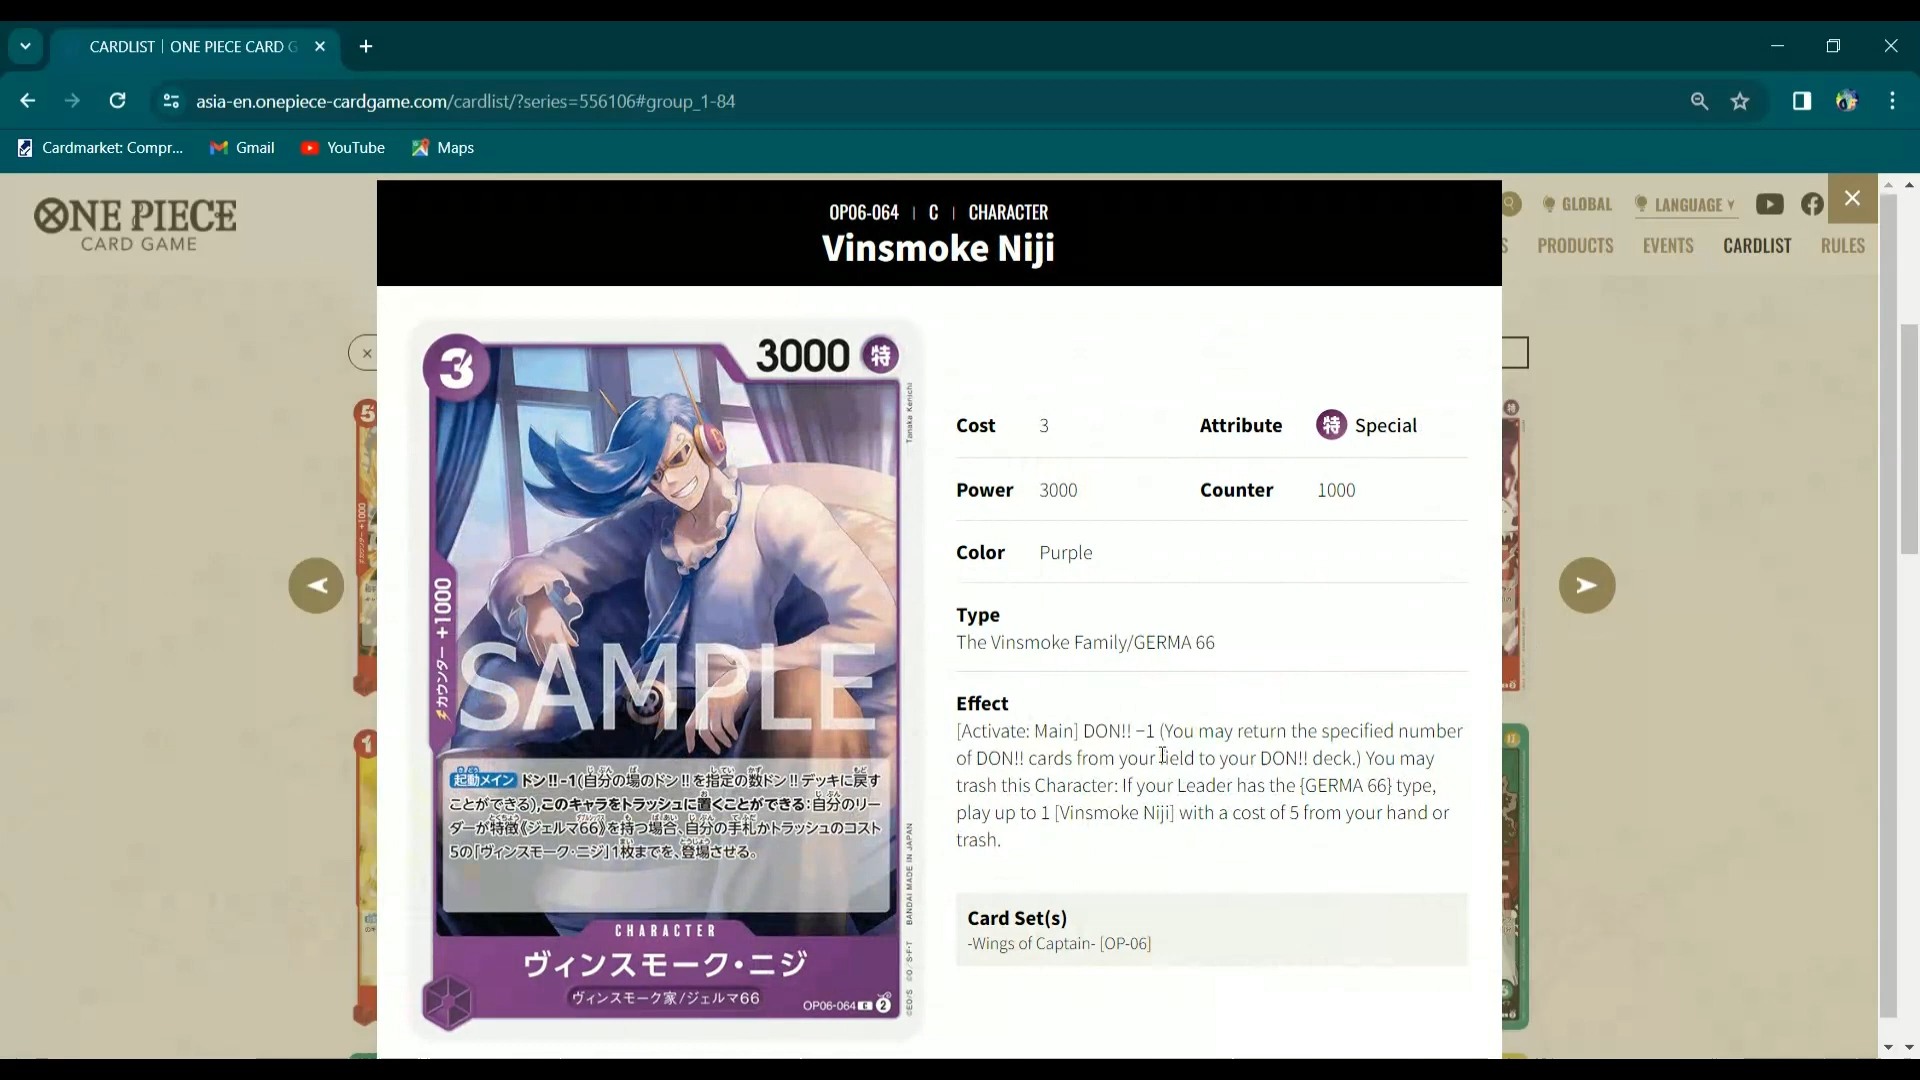 CARDLIST | ONE PIECE CARD G
asia-en.onepiece-cardgame.com/cardlist/?series=556106#group_1-84
Cardmarket: Compr...
Gmail
YouTube
Maps
ONE PIECE
CARD GAME
GLOBAL
LANGUAGE
S
PRODUCTS
EVENTS
CARDLIST
RULES
OP06-064 | C | CHARACTER
Vinsmoke Niji
3
3000 特
Tanaka Kenichi
カウンター +1000
SAMPLE
起動メイン ドン!!-1(自分の場のドン!!を指定の数ドン!!デッキに戻す
ことができる),このキャラをトラッシュに置くことができる:自分のリー
ダーが特徴《ジェルマ66》を持つ場合、自分の手札かトラッシュのコスト
5の「ヴィンスモーク・ニジ」1枚までを、登場させる。
CHARACTER
ヴィンスモーク・ニジ
ヴィンスモーク家/ジェルマ66
OP06-064 C 2
BANDAI MADE IN JAPAN
Cost 3
Attribute 特 Special
Power 3000
Counter 1000
Color Purple
Type
The Vinsmoke Family/GERMA 66
Effect
[Activate: Main] DON!! −1 (You may return the specified number
of DON!! cards from your field to your DON!! deck.) You may
trash this Character: If your Leader has the {GERMA 66} type,
play up to 1 [Vinsmoke Niji] with a cost of 5 from your hand or
trash.
Card Set(s)
-Wings of Captain- [OP-06]
5
1